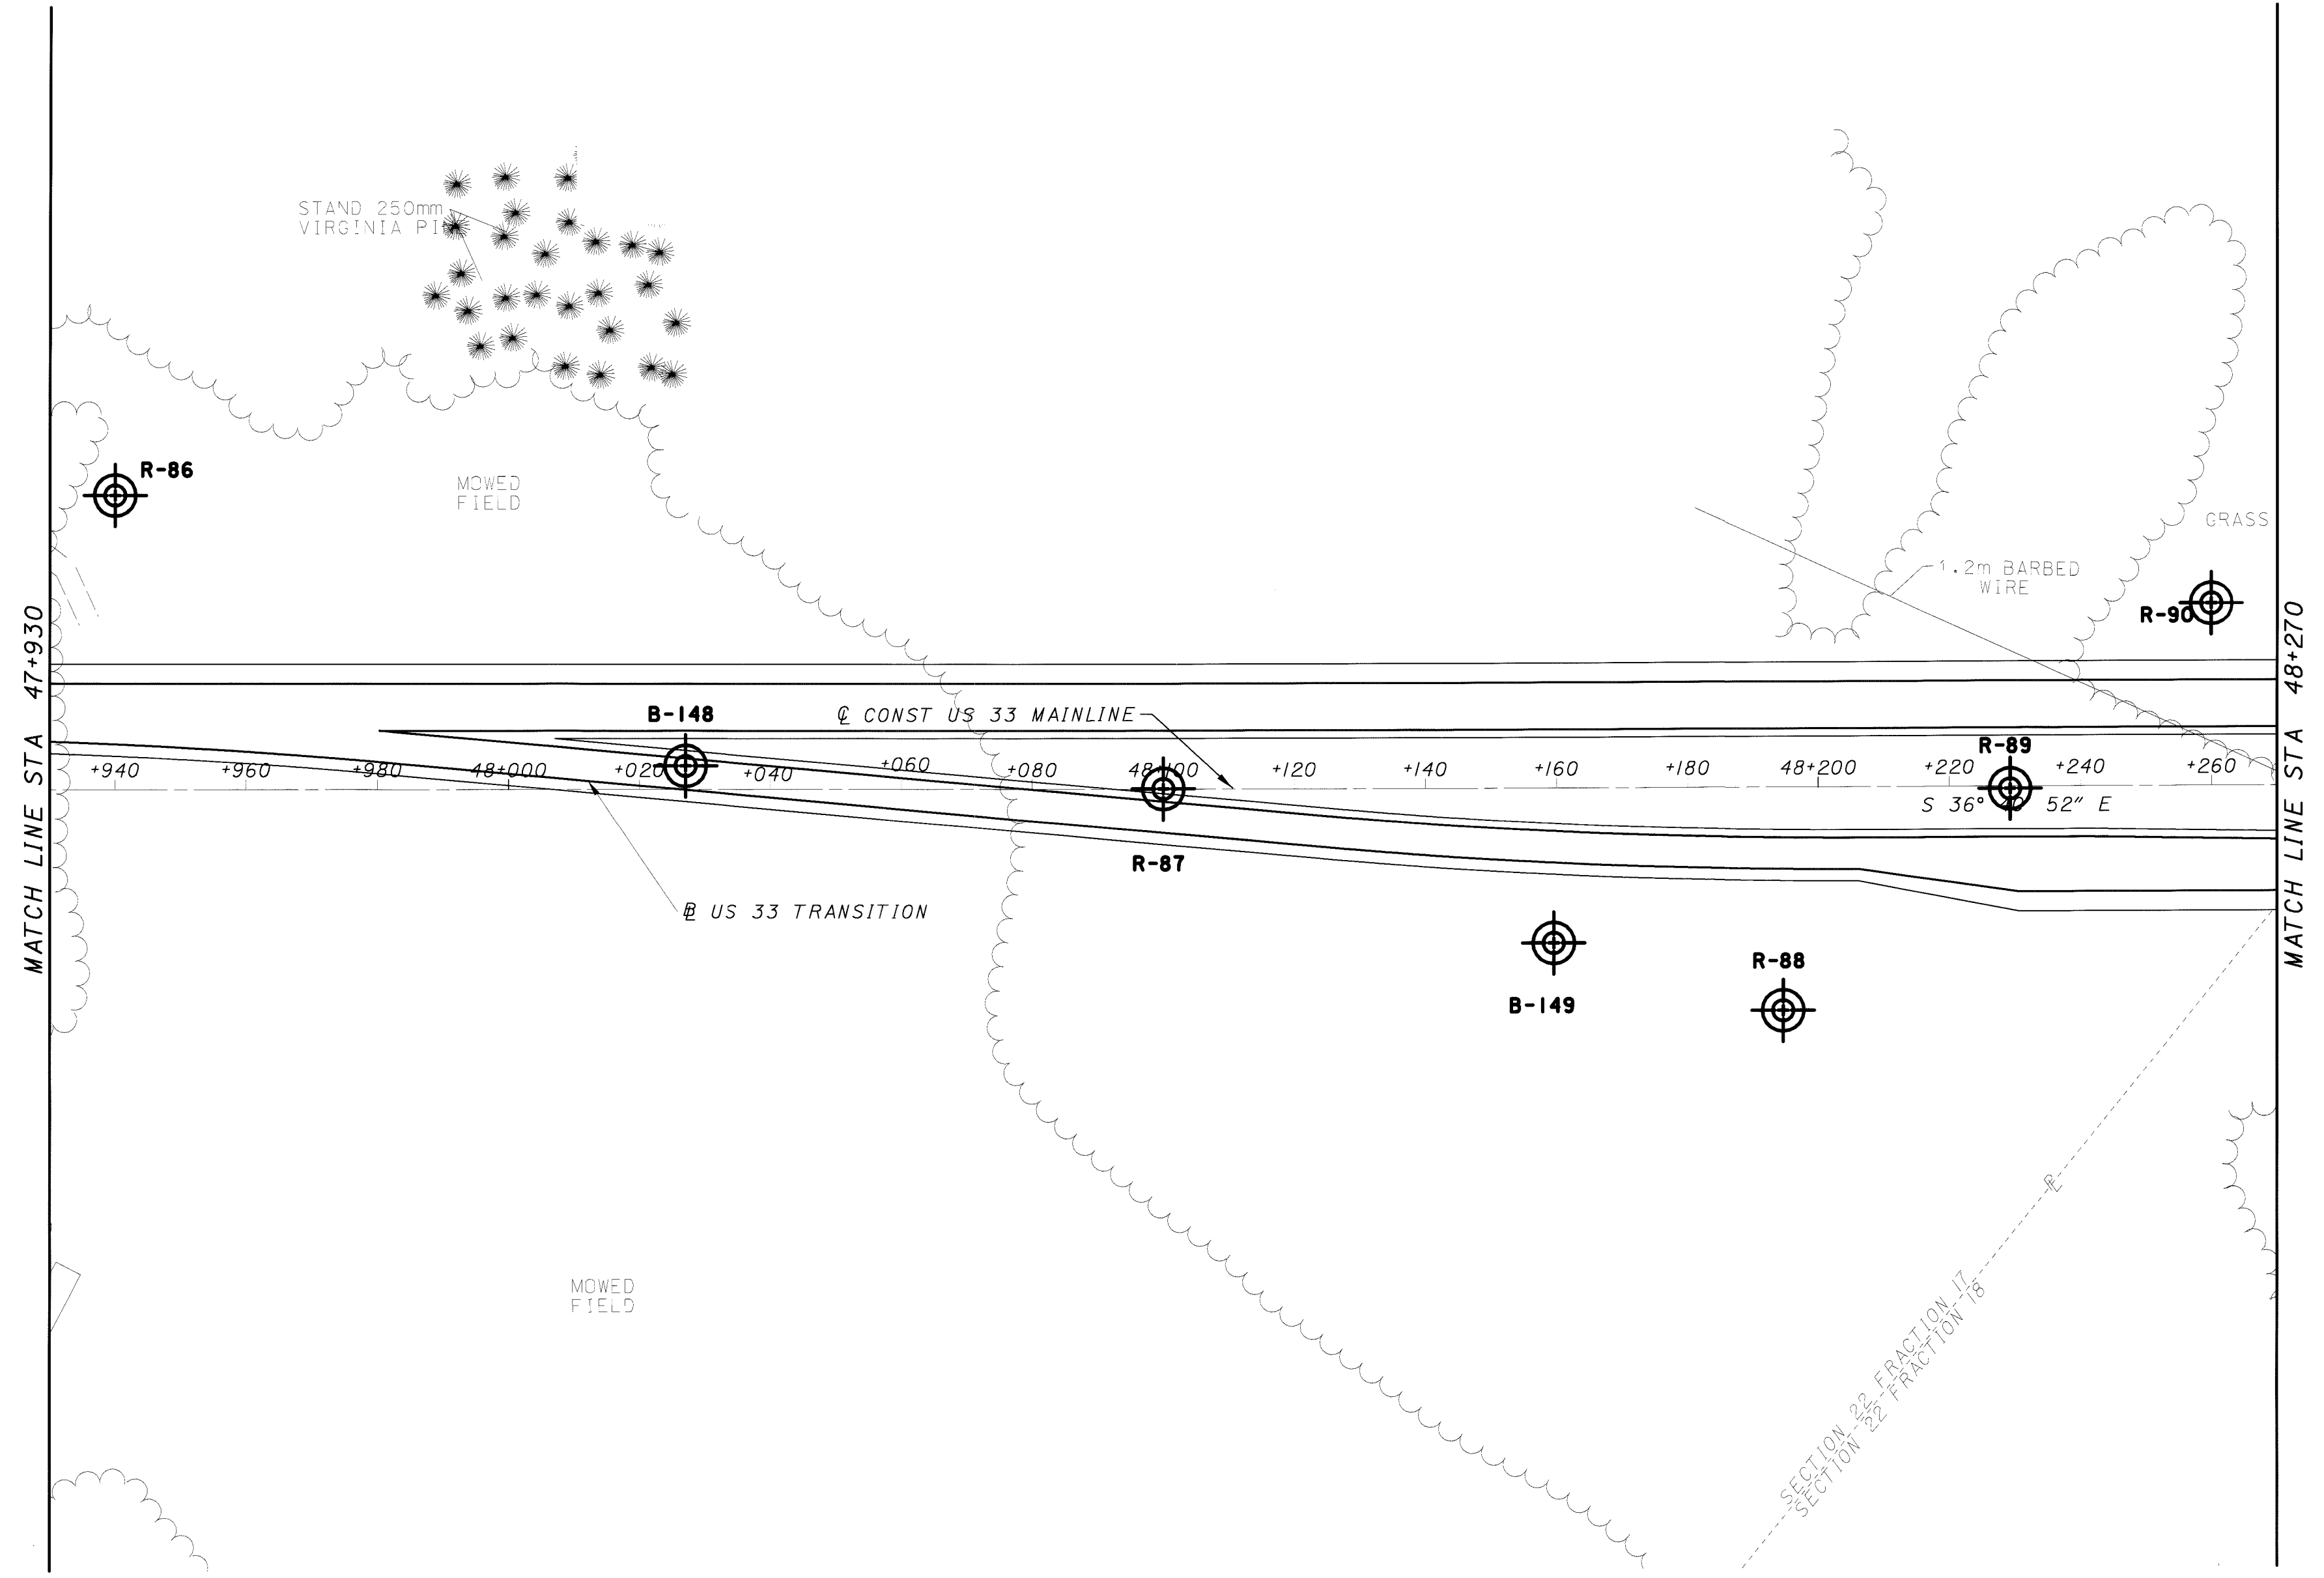 STAND 250mm
VIRGINIA
R-86
MOWED
FIELD
GRASS
1.2m BARBED
WIRE
R-90
MATCH LINE STA 47+930
MATCH LINE STA 48+270
B-148
℄ CONST US 33 MAINLINE
R-89
+940 +960 +980 48+000 +020 +040 +060 +080 48+100 +120 +140 +160 +180 48+200 +220 +240 +260
S 36° 52" E
R-87
B US 33 TRANSITION
R-88
B-149
PL
MOWED
FIELD
SECTION 22 FRACTION 17
SECTION 22 FRACTION 18